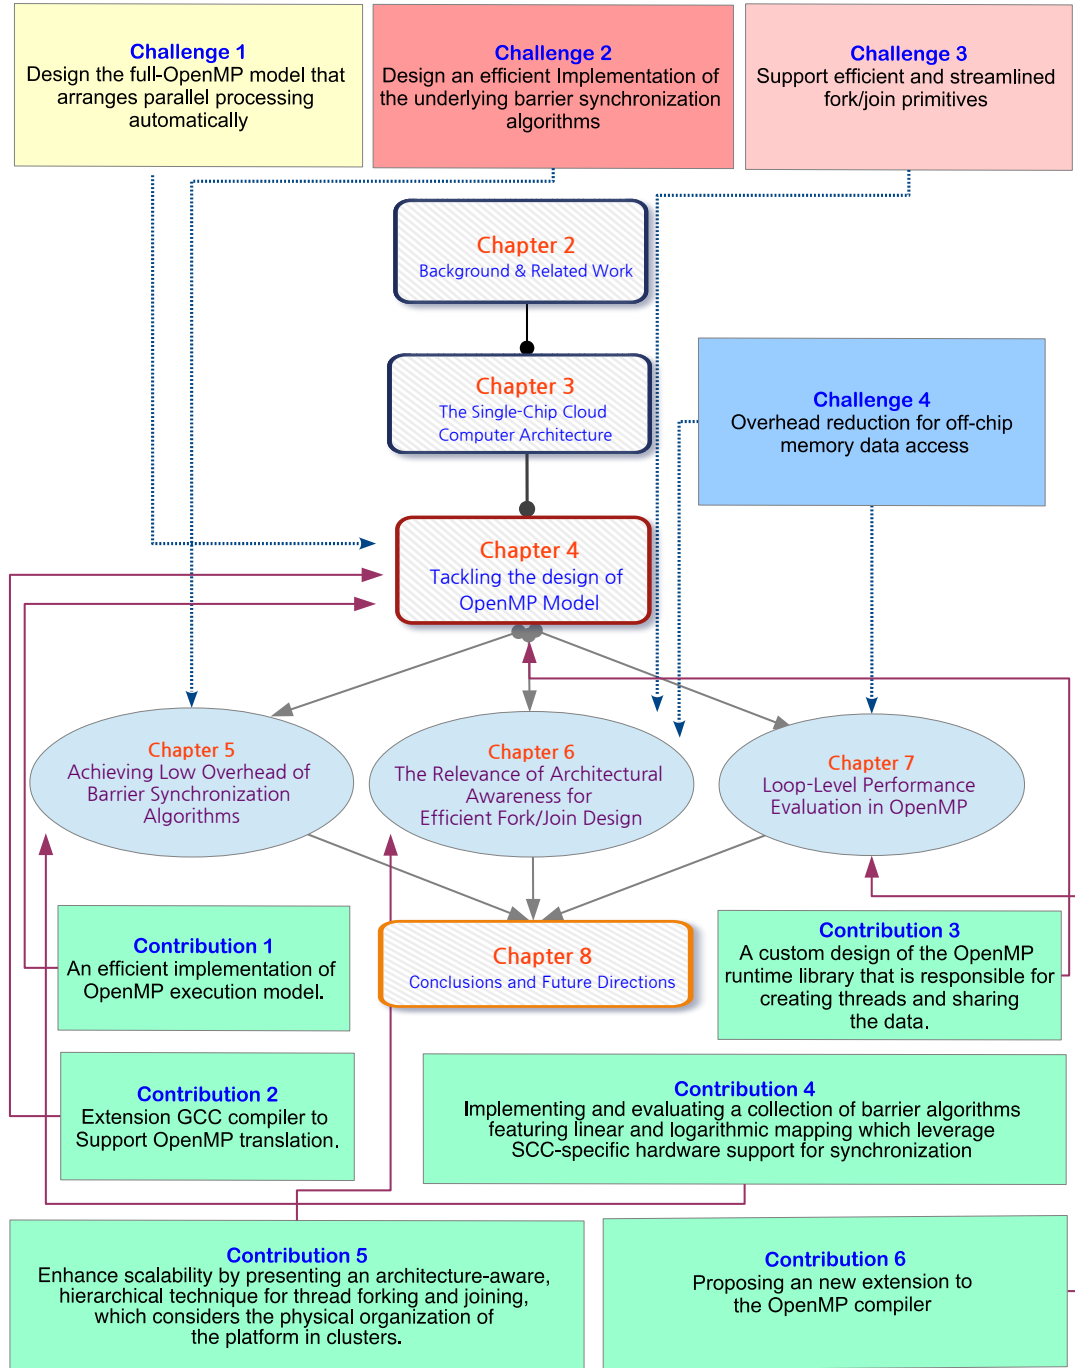 Challenge 1
Design the full-OpenMP model that
arranges parallel processing
automatically
Challenge 2
Design an efficient Implementation of
the underlying barrier synchronization
algorithms
Challenge 3
Support efficient and streamlined
fork/join primitives
Chapter 2
Background & Related Work
Chapter 3
The Single-Chip Cloud
Computer Architecture
Challenge 4
Overhead reduction for off-chip
memory data access
Chapter 4
Tackling the design of
OpenMP Model
Chapter 5
Achieving Low Overhead of
Barrier Synchronization
Algorithms
Chapter 6
The Relevance of Architectural
Awareness for
Efficient Fork/Join Design
Chapter 7
Loop-Level Performance
Evaluation in OpenMP
Contribution 1
An efficient implementation of
OpenMP execution model.
Chapter 8
Conclusions and Future Directions
Contribution 3
A custom design of the OpenMP
runtime library that is responsible for
creating threads and sharing
the data.
Contribution 2
Extension GCC compiler to
Support OpenMP translation.
Contribution 4
Implementing and evaluating a collection of barrier algorithms
featuring linear and logarithmic mapping which leverage
SCC-specific hardware support for synchronization
Contribution 5
Enhance scalability by presenting an architecture-aware,
hierarchical technique for thread forking and joining,
which considers the physical organization of
the platform in clusters.
Contribution 6
Proposing an new extension to
the OpenMP compiler